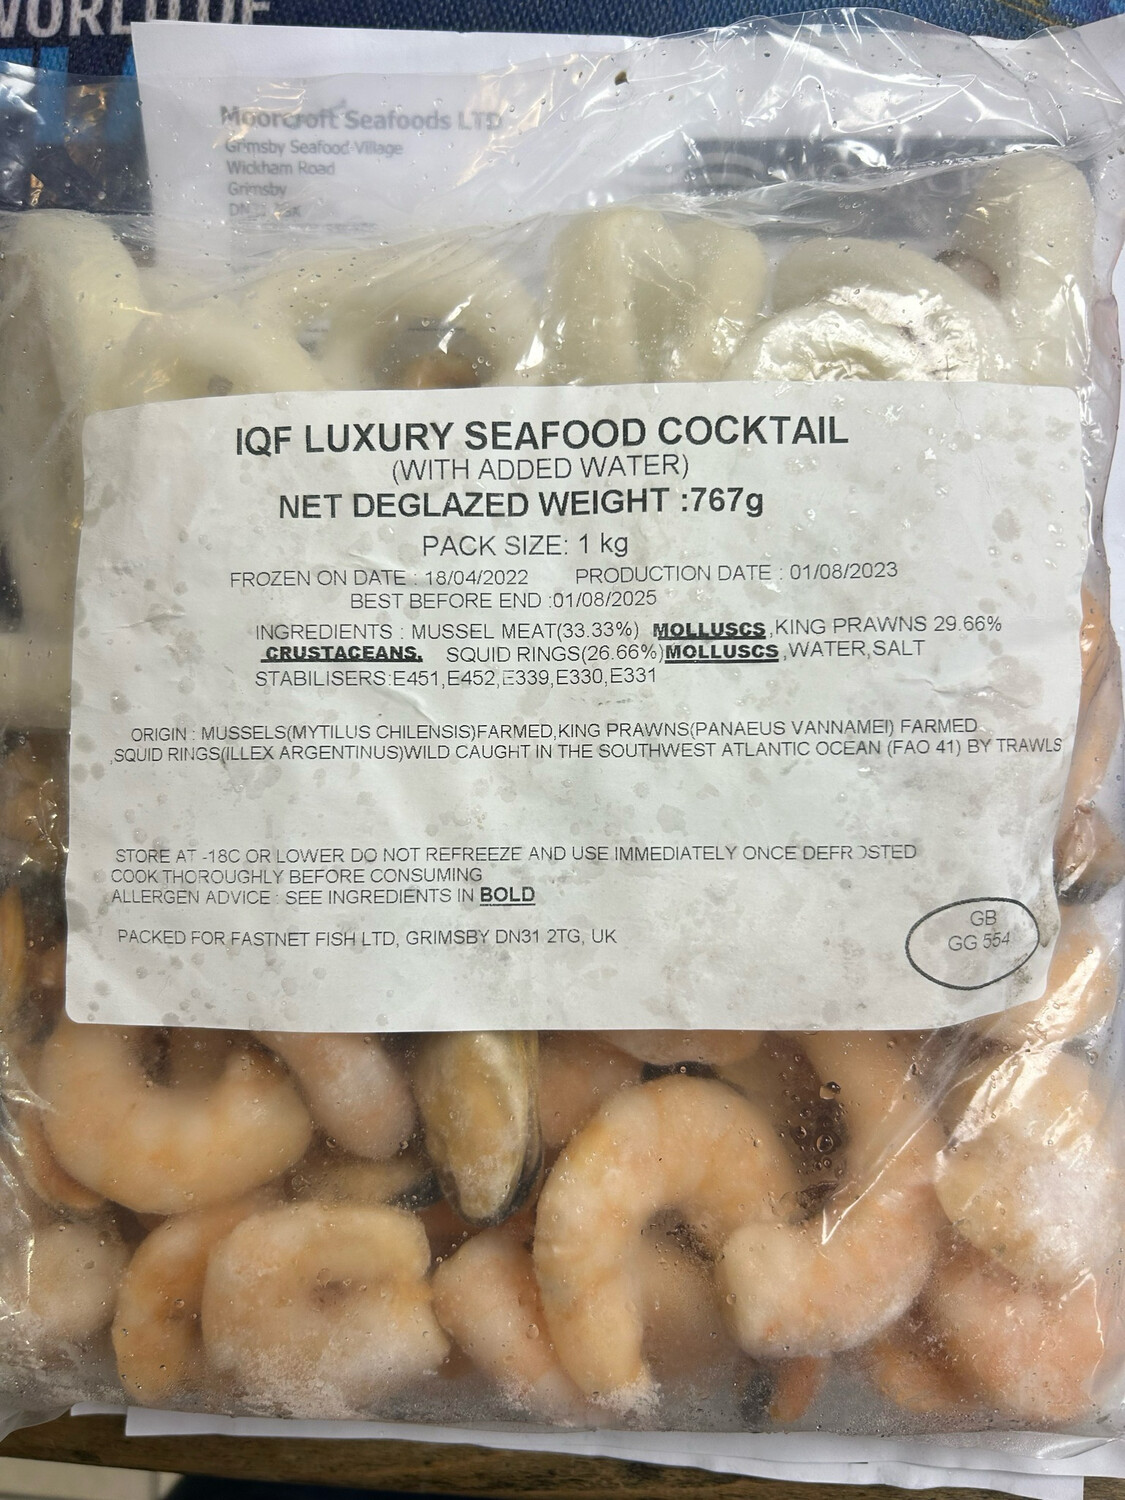 WORLD OF
Moorcroft Seafoods LTD
Grimsby Seafood Village
Wickham Road
Grimsby
IQF LUXURY SEAFOOD COCKTAIL
(WITH ADDED WATER)
NET DEGLAZED WEIGHT :767g
PACK SIZE: 1 kg
FROZEN ON DATE : 18/04/2022 PRODUCTION DATE : 01/08/2023
BEST BEFORE END :01/08/2025
INGREDIENTS : MUSSEL MEAT(33.33%) MOLLUSCS ,KING PRAWNS 29.66%
CRUSTACEANS. SQUID RINGS(26.66%)MOLLUSCS ,WATER,SALT
STABILISERS:E451,E452,E339,E330,E331
ORIGIN : MUSSELS(MYTILUS CHILENSIS)FARMED,KING PRAWNS(PANAEUS VANNAMEI) FARMED
,SQUID RINGS(ILLEX ARGENTINUS)WILD CAUGHT IN THE SOUTHWEST ATLANTIC OCEAN (FAO 41) BY TRAWLS
STORE AT -18C OR LOWER DO NOT REFREEZE AND USE IMMEDIATELY ONCE DEFROSTED
COOK THOROUGHLY BEFORE CONSUMING
ALLERGEN ADVICE : SEE INGREDIENTS IN BOLD
PACKED FOR FASTNET FISH LTD, GRIMSBY DN31 2TG, UK
GB
GG 554